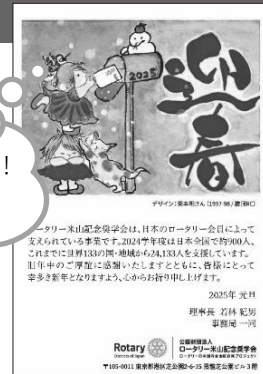 !
2025
迎春
デザイン:栗本明さん(1997-98/鹿沼RC)
ロータリー米山記念奨学会は、日本のロータリー会員によって
支えられている事業です。2024学年度は日本全国で約900人、
これまでに世界133の国・地域から24,133人を支援しています。
旧年中のご厚誼に感謝いたしますとともに、皆様にとって
幸多き新年となりますよう、心からお祈り申し上げます。
2025年 元旦
理事長 若林 紀男
事務局 一同
Rotary
公益財団法人
ロータリー米山記念奨学会
〒105-0011 東京都港区芝公園2-6-15 黒龍芝公園ビル3階